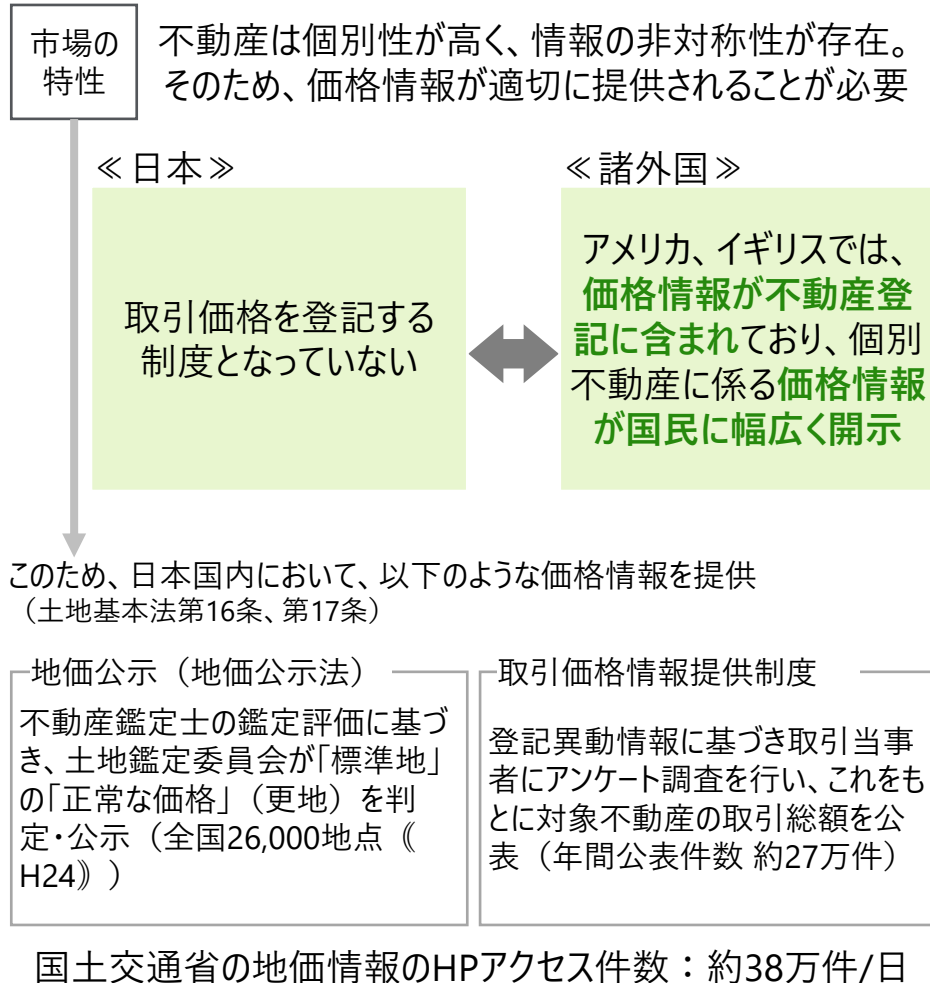 市場の
特性
不動産は個別性が高く、情報の非対称性が存在。
そのため、価格情報が適切に提供されることが必要
≪日本≫
取引価格を登記する
制度となっていない
≪諸外国≫
アメリカ、イギリスでは、
価格情報が不動産登
記に含まれており、個別
不動産に係る価格情報
が国民に幅広く開示
このため、日本国内において、以下のような価格情報を提供
（土地基本法第16条、第17条）
地価公示（地価公示法）
不動産鑑定士の鑑定評価に基づ
き、土地鑑定委員会が「標準地」
の「正常な価格」（更地）を判
定・公示（全国26,000地点《
H24》）
取引価格情報提供制度
登記異動情報に基づき取引当事
者にアンケート調査を行い、これをも
とに対象不動産の取引総額を公
表（年間公表件数 約27万件）
国土交通省の地価情報のHPアクセス件数：約38万件/日